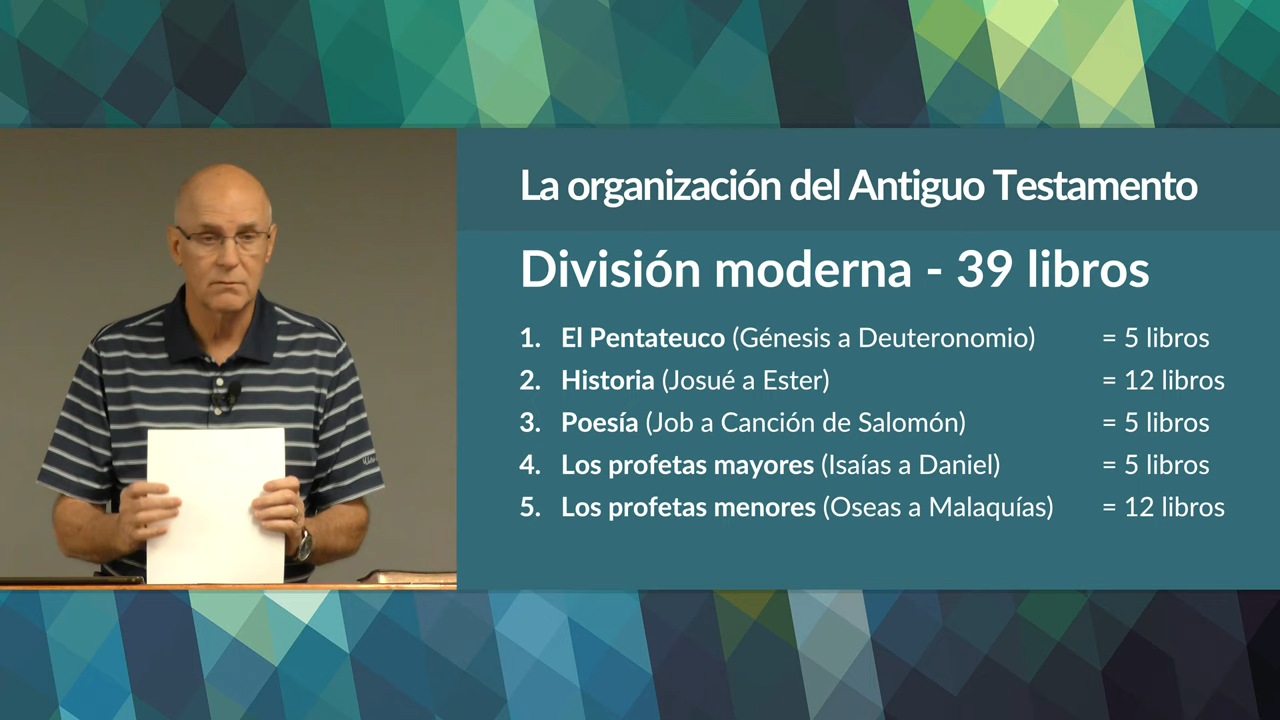 La organización del Antiguo Testamento
División moderna - 39 libros
1. El Pentateuco (Génesis a Deuteronomio) = 5 libros
2. Historia (Josué a Ester) = 12 libros
3. Poesía (Job a Canción de Salomón) = 5 libros
4. Los profetas mayores (Isaías a Daniel) = 5 libros
5. Los profetas menores (Oseas a Malaquías) = 12 libros